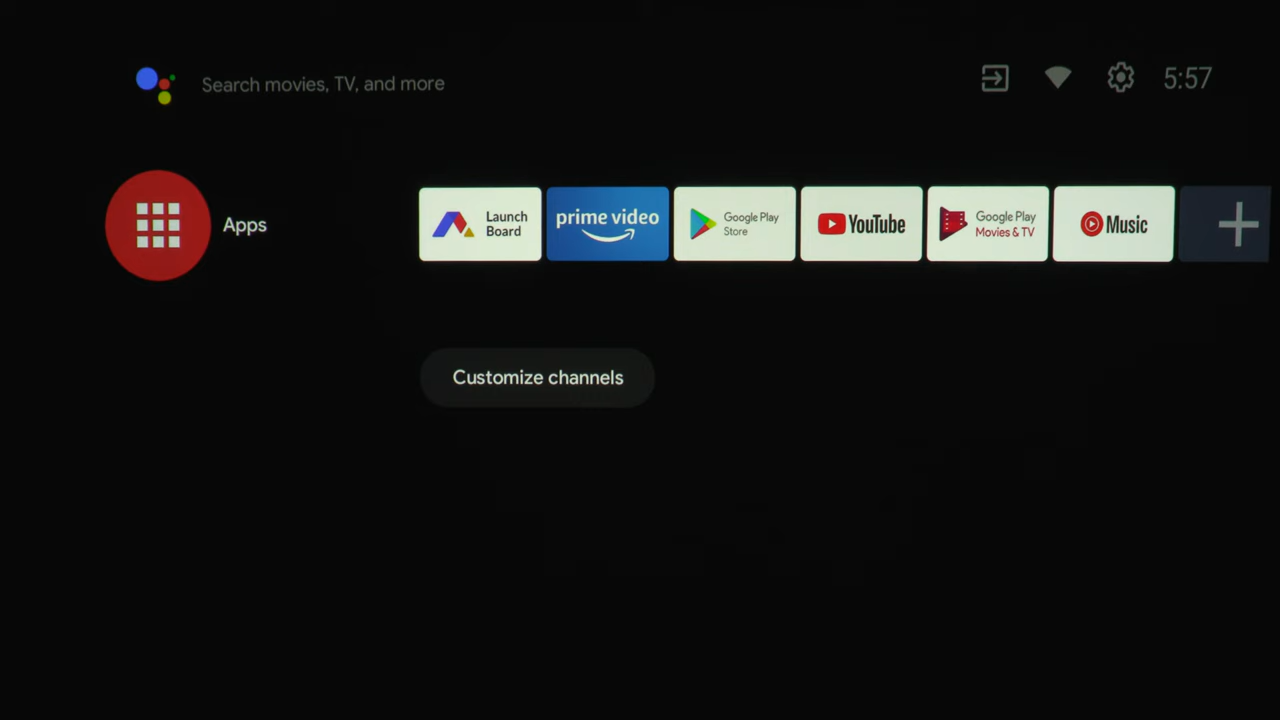 Search movies, TV, and more
5:57
Apps
Launch
Board
prime video
Google Play
Store
YouTube
Google Play
Movies & TV
Music
Customize channels